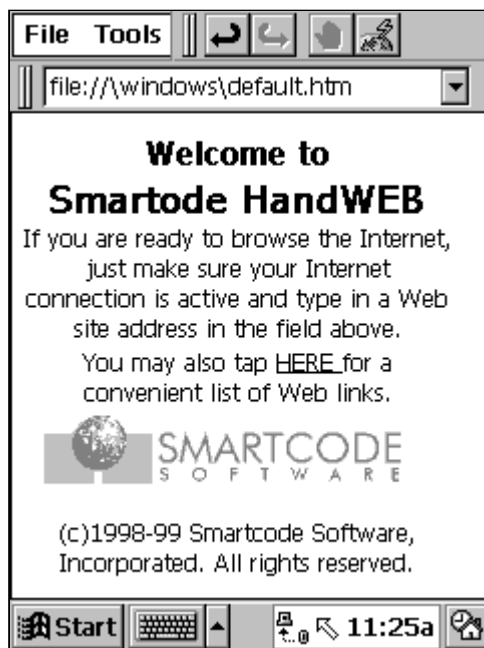 File Tools
file://\windows\default.htm
Welcome to
Smartode HandWEB
If you are ready to browse the Internet,
just make sure your Internet
connection is active and type in a Web
site address in the field above.
You may also tap HERE for a
convenient list of Web links.
SMARTCODE
SOFTWARE
(c)1998-99 Smartcode Software,
Incorporated. All rights reserved.
Start 11:25a